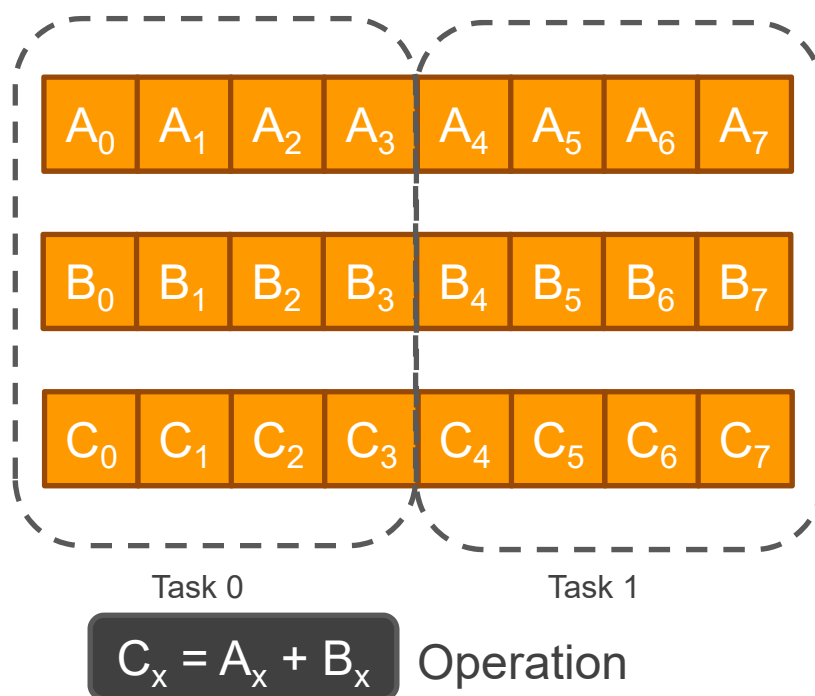 A₀ A₁ A₂ A₃ A₄ A₅ A₆ A₇
B₀ B₁ B₂ B₃ B₄ B₅ B₆ B₇
C₀ C₁ C₂ C₃ C₄ C₅ C₆ C₇
Task 0 Task 1
Cₓ = Aₓ + Bₓ Operation